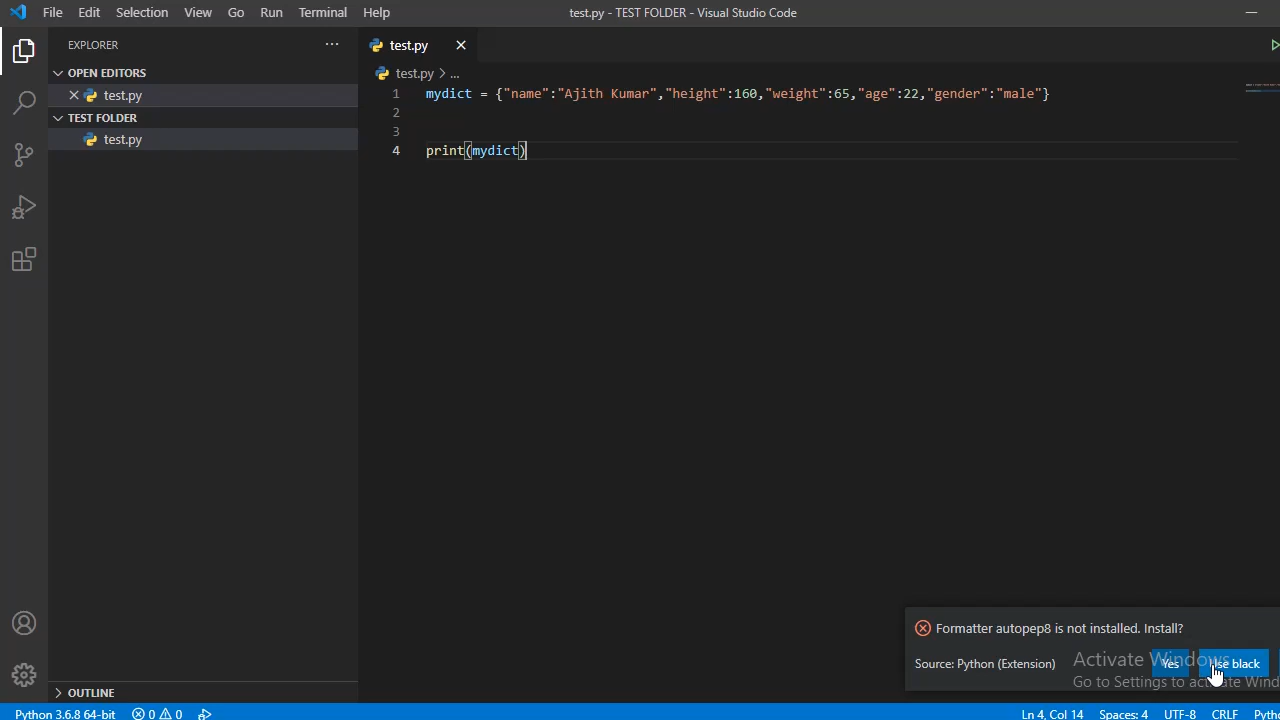 File Edit Selection View Go Run Terminal Help
test.py - TEST FOLDER - Visual Studio Code
EXPLORER
OPEN EDITORS
test.py
TEST FOLDER
test.py
OUTLINE
test.py
test.py > ...
1 mydict = {"name":"Ajith Kumar","height":160,"weight":65,"age":22,"gender":"male"}
2
3
4 print(mydict)
Formatter autopep8 is not installed. Install?
Source: Python (Extension)
Yes
black
Activate Windows
Go to Settings to activate Wind
Python 3.6.8 64-bit 0 0
Ln 4, Col 14 Spaces: 4 UTF-8 CRLF Pytho